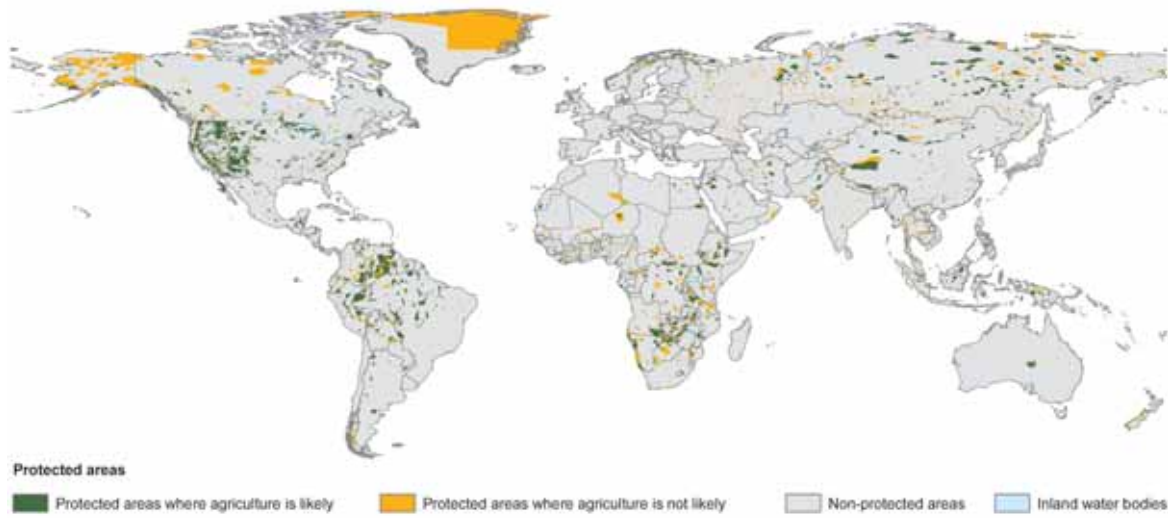 Protected areas
Protected areas where agriculture is likely Protected areas where agriculture is not likely Non-protected areas Inland water bodies